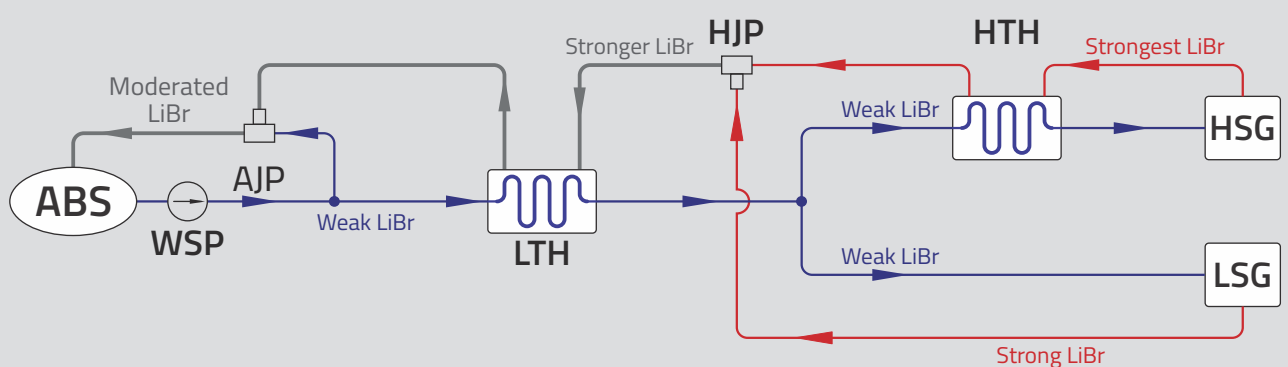 HJP
HTH
Stronger LiBr
Strongest LiBr
Moderated
LiBr
Weak LiBr
HSG
AJP
ABS
WSP
Weak LiBr
LTH
Weak LiBr
LSG
Strong LiBr